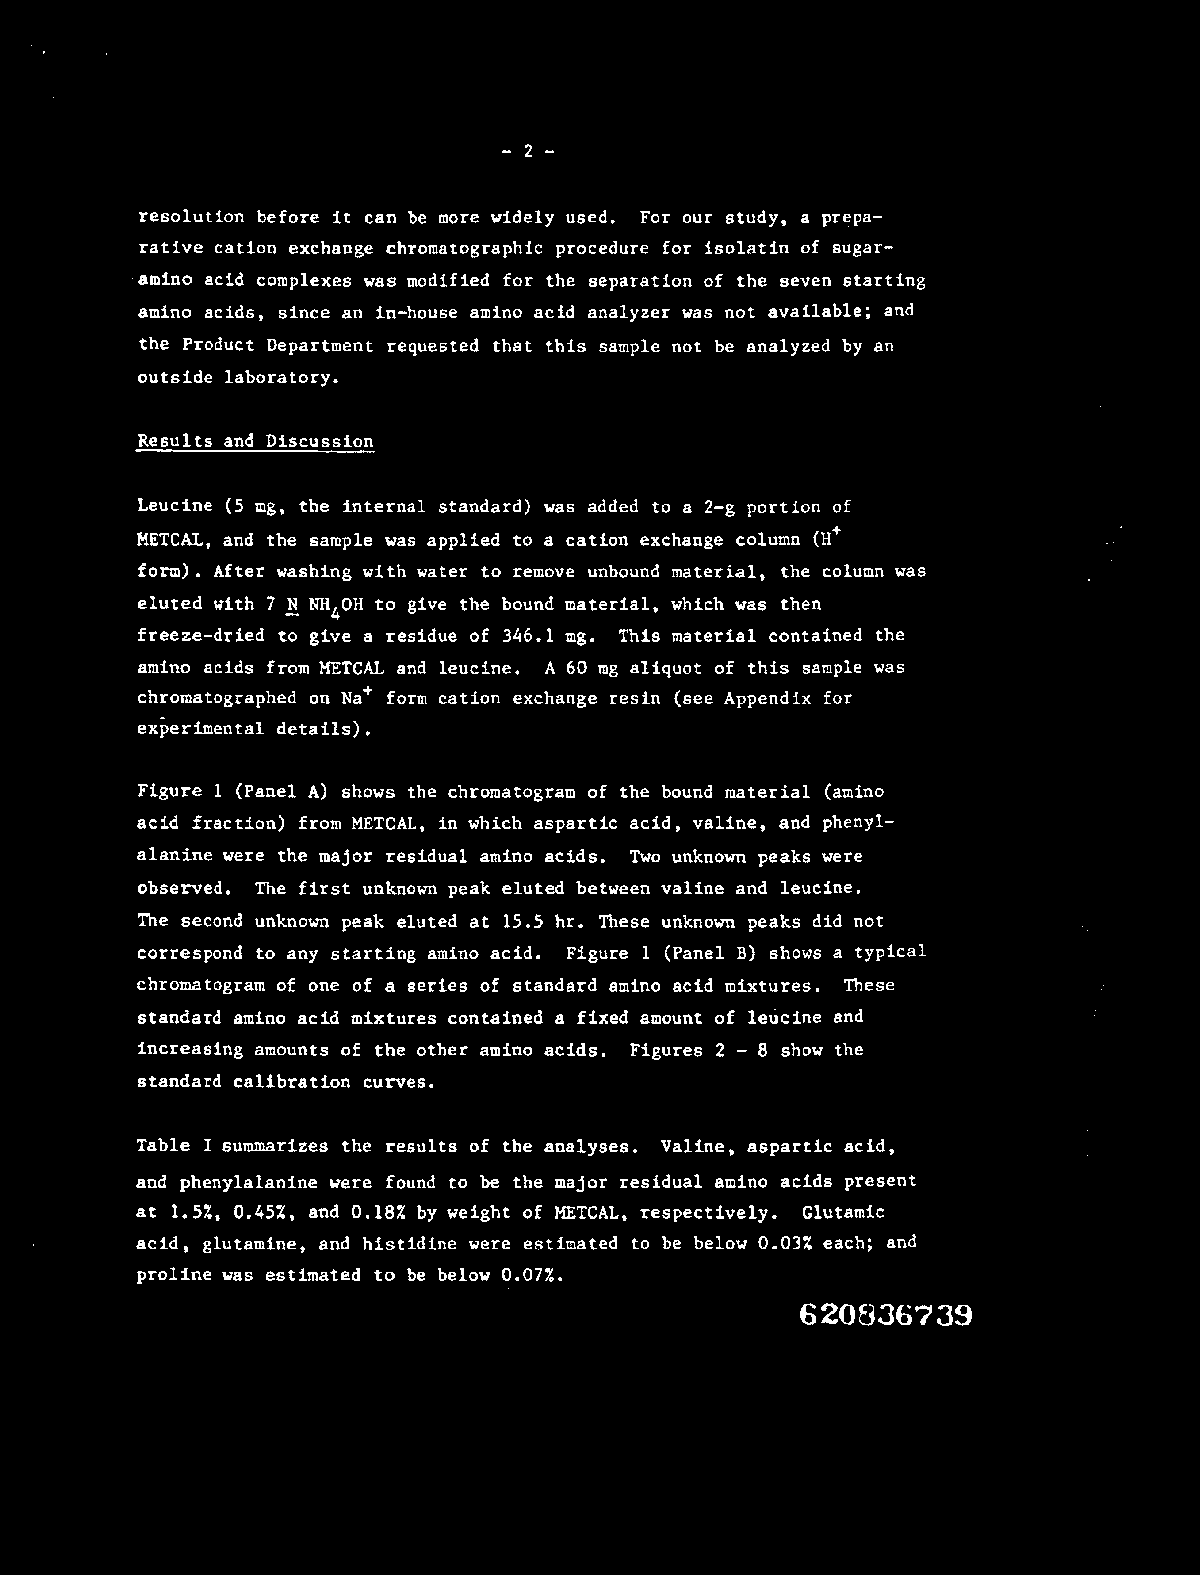 - 2 -
resolution before it can be more widely used. For our study, a prepa-
rative cation exchange chromatographic procedure for isolatin of sugar-
amino acid complexes was modified for the separation of the seven starting
amino acids, since an in-house amino acid analyzer was not available; and
the Product Department requested that this sample not be analyzed by an
outside laboratory.
Results and Discussion
Leucine (5 mg, the internal standard) was added to a 2-g portion of
METCAL, and the sample was applied to a cation exchange column (H⁺
form). After washing with water to remove unbound material, the column was
eluted with 7 N NH₄OH to give the bound material, which was then
freeze-dried to give a residue of 346.1 mg. This material contained the
amino acids from METCAL and leucine. A 60 mg aliquot of this sample was
chromatographed on Na⁺ form cation exchange resin (see Appendix for
experimental details).
Figure 1 (Panel A) shows the chromatogram of the bound material (amino
acid fraction) from METCAL, in which aspartic acid, valine, and phenyl-
alanine were the major residual amino acids. Two unknown peaks were
observed. The first unknown peak eluted between valine and leucine.
The second unknown peak eluted at 15.5 hr. These unknown peaks did not
correspond to any starting amino acid. Figure 1 (Panel B) shows a typical
chromatogram of one of a series of standard amino acid mixtures. These
standard amino acid mixtures contained a fixed amount of leucine and
increasing amounts of the other amino acids. Figures 2 - 8 show the
standard calibration curves.
Table I summarizes the results of the analyses. Valine, aspartic acid,
and phenylalanine were found to be the major residual amino acids present
at 1.5%, 0.45%, and 0.18% by weight of METCAL, respectively. Glutamic
acid, glutamine, and histidine were estimated to be below 0.03% each; and
proline was estimated to be below 0.07%.
620836739